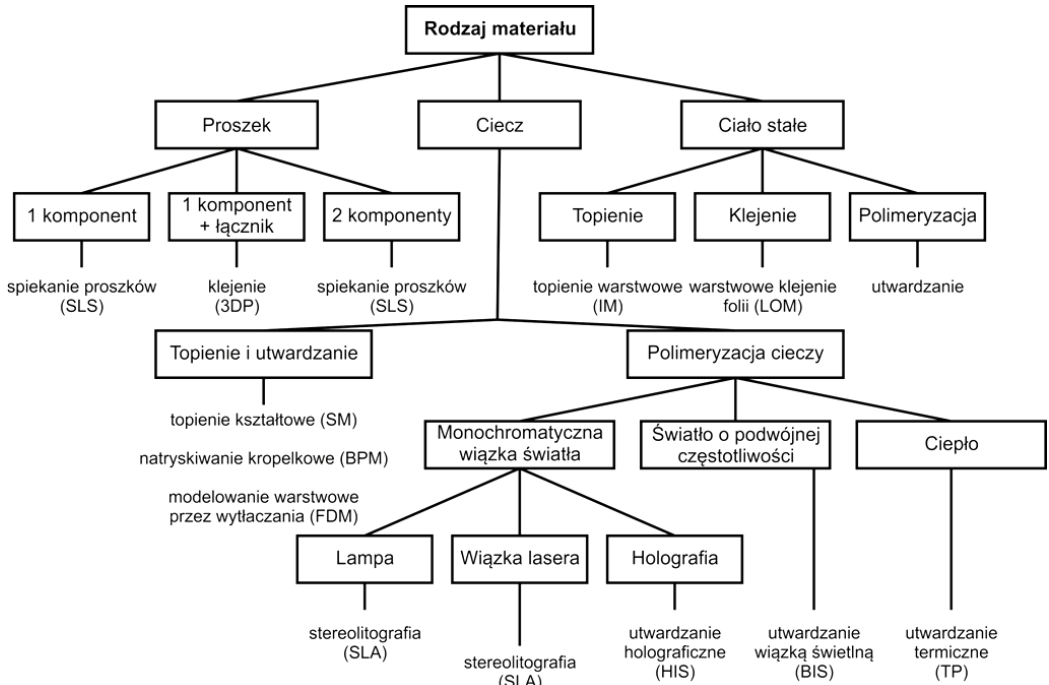 Rodzaj materiału
Proszek
Ciecz
Ciało stałe
1 komponent
1 komponent
+ łącznik
2 komponenty
Topienie
Klejenie
Polimeryzacja
spiekanie proszków
(SLS)
klejenie
(3DP)
spiekanie proszków
(SLS)
topienie warstwowe
(IM)
warstwowe klejenie
folii (LOM)
utwardzanie
Topienie i utwardzanie
Polimeryzacja cieczy
topienie kształtowe (SM)
natryskiwanie kropelkowe (BPM)
modelowanie warstwowe
przez wytłaczania (FDM)
Monochromatyczna
wiązka światła
Światło o podwójnej
częstotliwości
Ciepło
Lampa
Wiązka lasera
Holografia
stereolitografia
(SLA)
stereolitografia
(SLA)
utwardzanie
holograficzne
(HIS)
utwardzanie
wiązką świetlną
(BIS)
utwardzanie
termiczne
(TP)